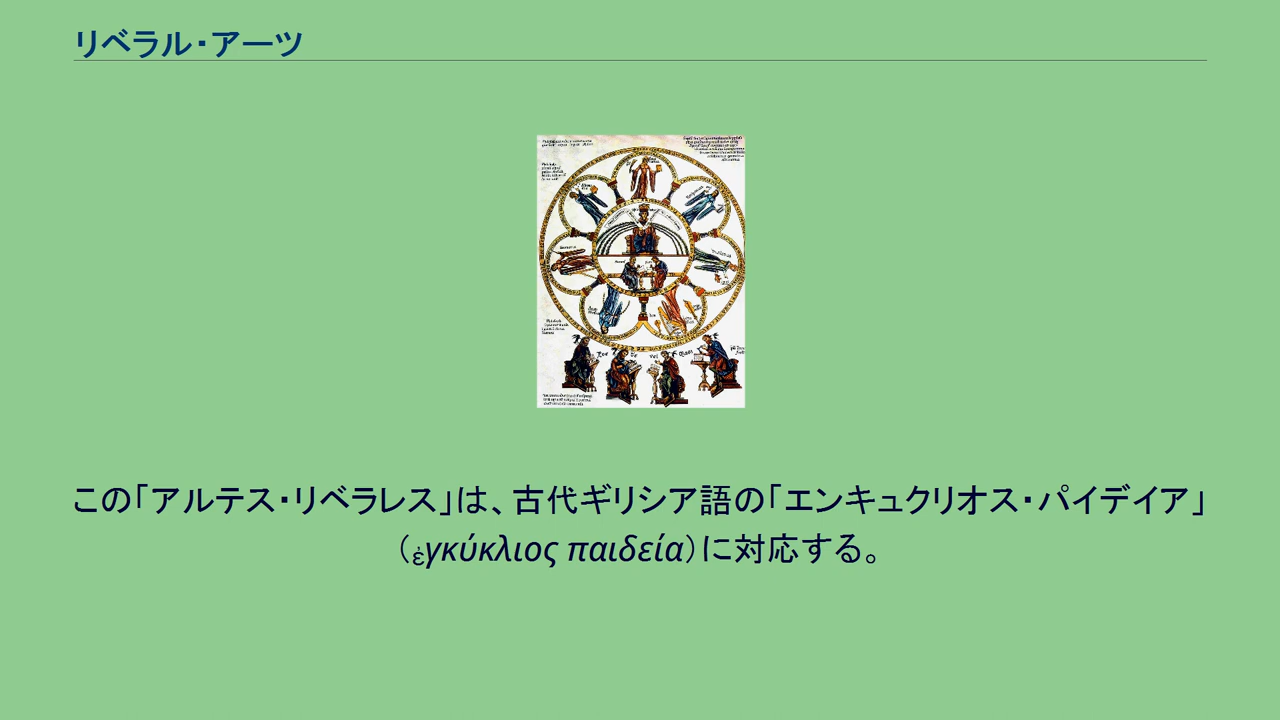 リベラル・アーツ
この「アルテス・リベラレス」は、古代ギリシア語の「エンキュクリオス・パイデイア」
（ἐγκύκλιος παιδεία）に対応する。